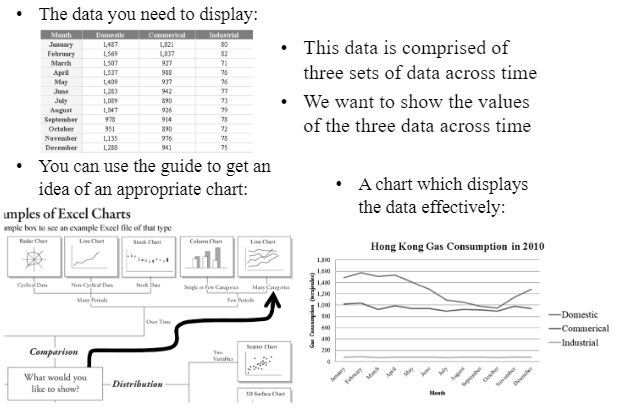 • The data you need to display:
Month Domestic Commerical Industrial
January 1,487 1,021 80
February 1,569 1,037 82
March 1,507 927 71
April 1,537 988 76
May 1,409 937 76
June 1,283 942 77
July 1,089 890 73
August 1,047 926 79
September 978 914 78
October 951 890 72
November 1,135 976 78
December 1,280 941 75
• This data is comprised of
three sets of data across time
• We want to show the values
of the three data across time
• You can use the guide to get an
idea of an appropriate chart:
amples of Excel Charts
ample box to see an example Excel file of that type
Radar Chart Line Chart Stock Chart Column Chart Line Chart
Cyclical Data Non-Cyclical Data Stock Data Single or Few Categories Many Categories
Many Periods Few Periods
Over Time
Comparison
What would you
like to show?
Distribution
Two
Variables
Scatter Chart
3D Surface Chart
• A chart which displays
the data effectively:
Hong Kong Gas Consumption in 2010
Gas Consumption (terajoules)
1,800
1,600
1,400
1,200
1,000
800
600
400
200
0
January February March April May June July August September October November December
Month
Domestic
Commerical
Industrial